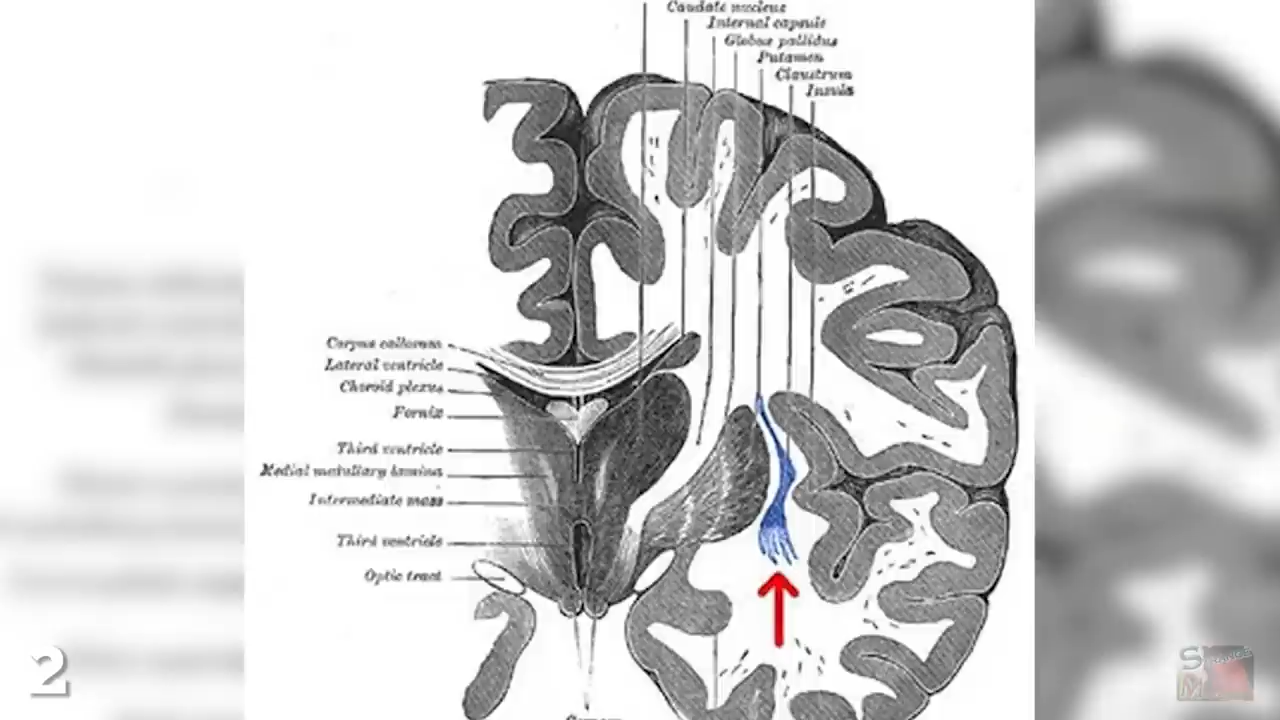 Caudate nucleus
Internal capsule
Globus pallidus
Putamen
Claustrum
Insula
Corpus callosum
Lateral ventricle
Choroid plexus
Fornix
Third ventricle
Medial medullary lamina
Intermediate mass
Third ventricle
Optic tract
2
S RANGE
M